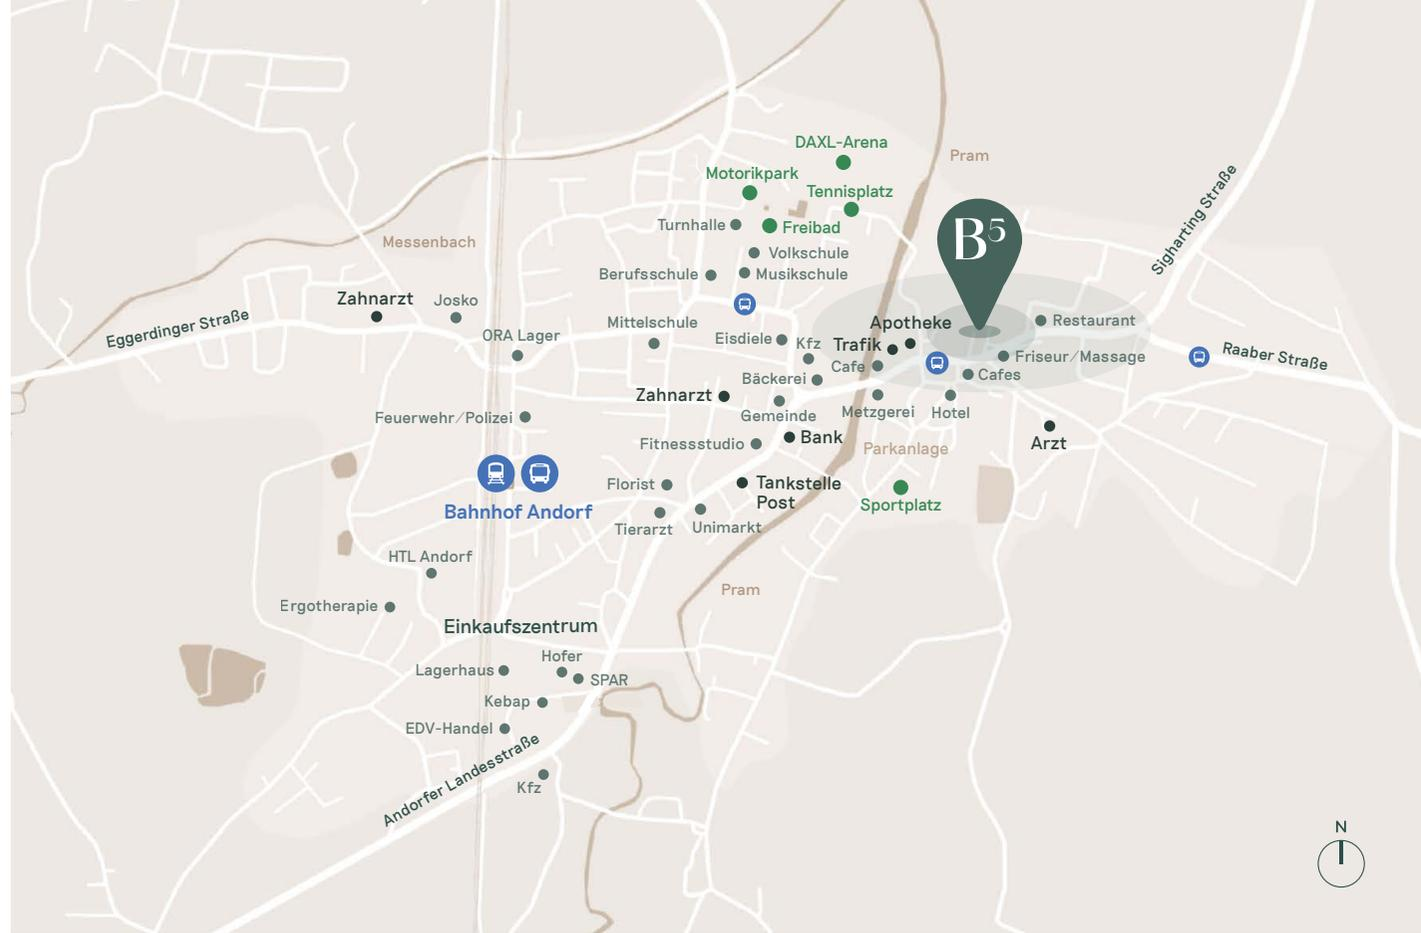 DAXL-Arena
Pram
Motorikpark
Tennisplatz
Turnhalle
Freibad
B⁵
Sigharting Straße
Messenbach
Volkschule
Berufsschule
Musikschule
Zahnarzt
Josko
Eggerdinger Straße
ORA Lager
Mittelschule
Eisdiele
Kfz
Apotheke
Trafik
Restaurant
Cafe
Friseur/Massage
Raaber Straße
Cafes
Bäckerei
Zahnarzt
Gemeinde
Metzgerei
Hotel
Feuerwehr/Polizei
Fitnessstudio
Bank
Parkanlage
Arzt
Florist
Tankstelle
Post
Sportplatz
Bahnhof Andorf
Tierarzt
Unimarkt
HTL Andorf
Pram
Ergotherapie
Einkaufszentrum
Hofer
Lagerhaus
SPAR
Kebap
EDV-Handel
Andorfer Landesstraße
Kfz
N